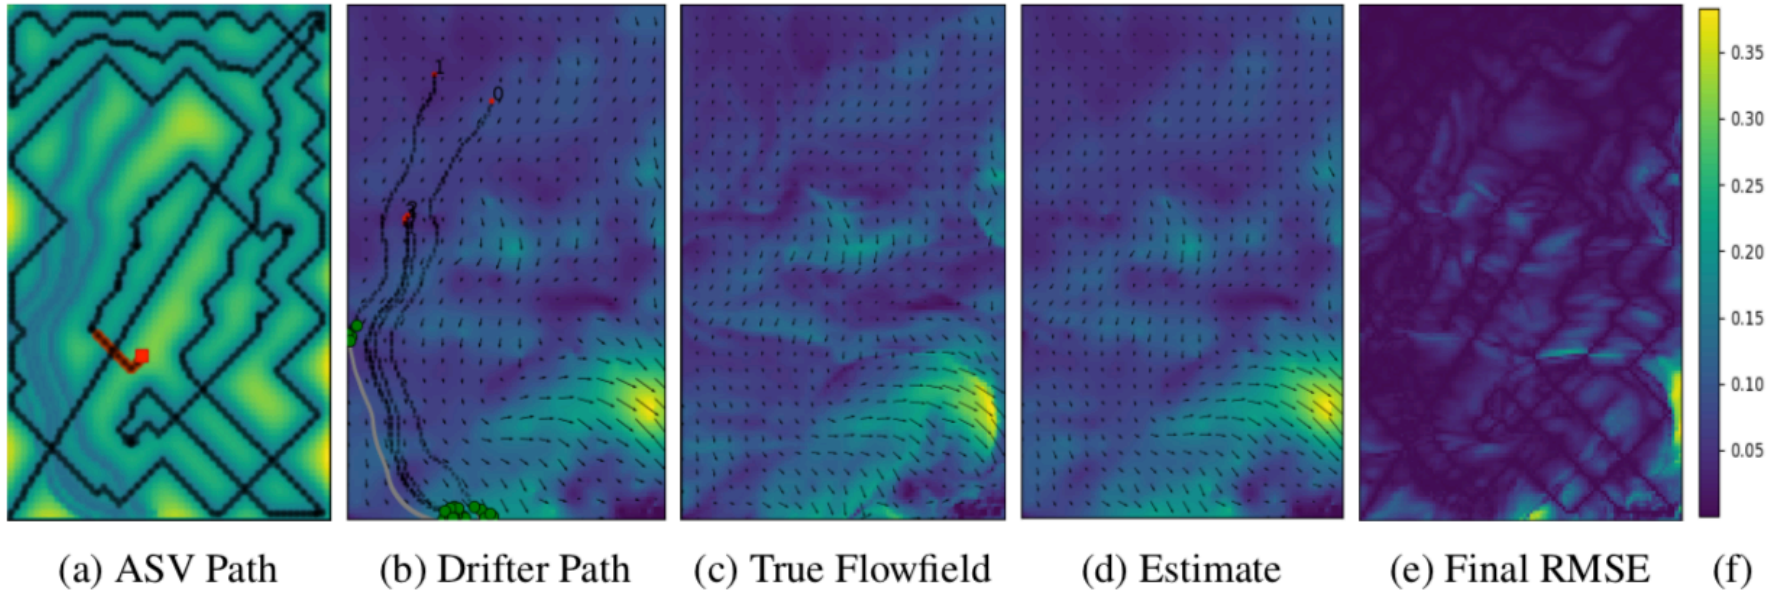 1
0
0.35
0.30
0.25
0.20
0.15
0.10
0.05
(a) ASV Path
(b) Drifter Path
(c) True Flowfield
(d) Estimate
(e) Final RMSE
(f)